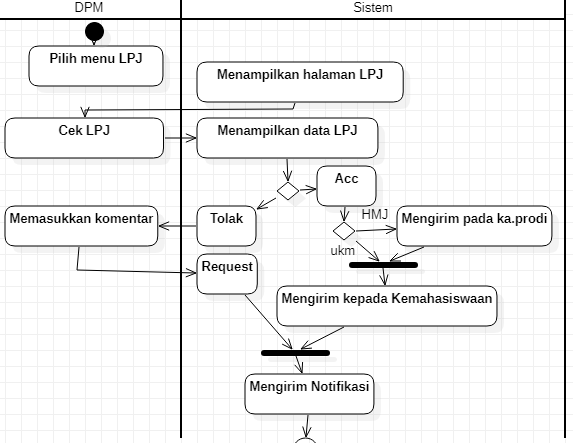 DPM
Sistem
Pilih menu LPJ
Menampilkan halaman LPJ
Cek LPJ
Menampilkan data LPJ
Acc
Memasukkan komentar
Tolak
HMJ
Mengirim pada ka.prodi
ukm
Request
Mengirim kepada Kemahasiswaan
Mengirim Notifikasi